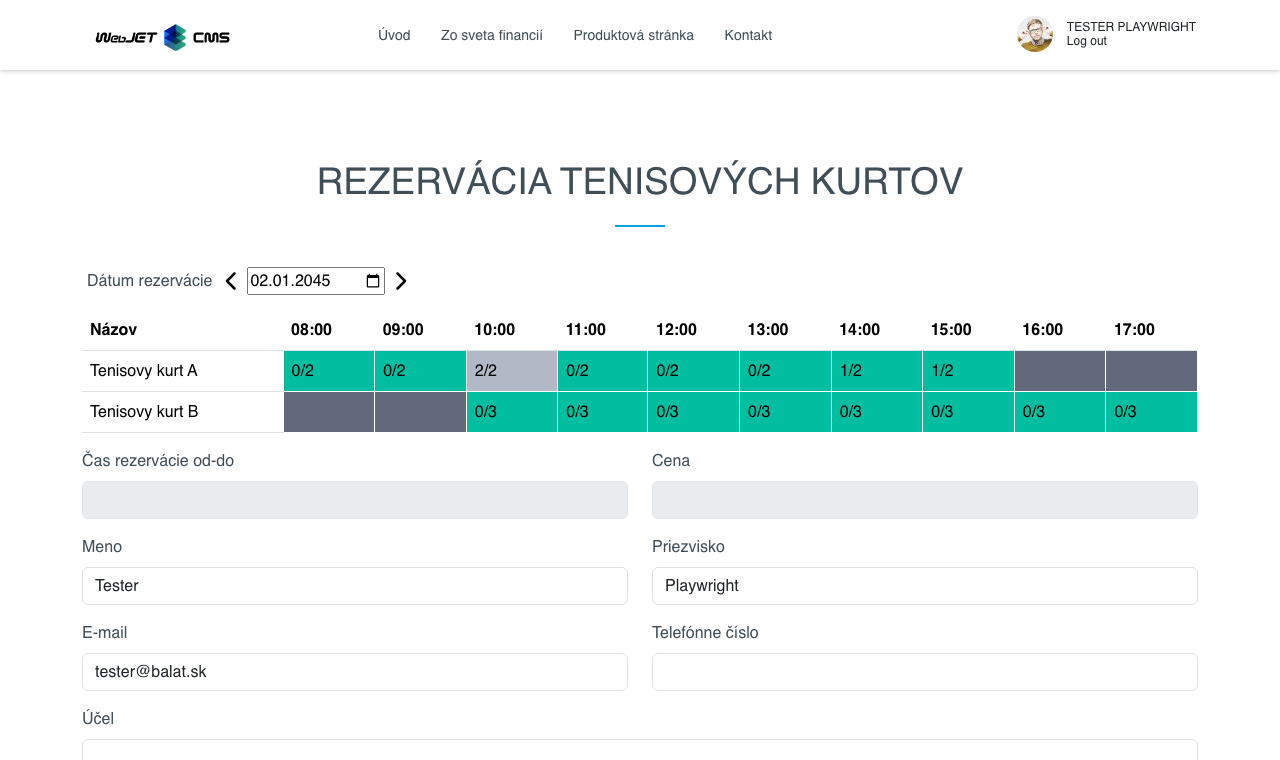 WebJET CMS
Úvod Zo sveta financií Produktová stránka Kontakt
TESTER PLAYWRIGHT
Log out
REZERVÁCIA TENISOVÝCH KURTOV
Dátum rezervácie 02.01.2045
Názov 08:00 09:00 10:00 11:00 12:00 13:00 14:00 15:00 16:00 17:00
Tenisovy kurt A 0/2 0/2 2/2 0/2 0/2 0/2 1/2 1/2
Tenisovy kurt B 0/3 0/3 0/3 0/3 0/3 0/3 0/3 0/3
Čas rezervácie od-do Cena
Meno Priezvisko
Tester Playwright
E-mail Telefónne číslo
tester@balat.sk
Účel